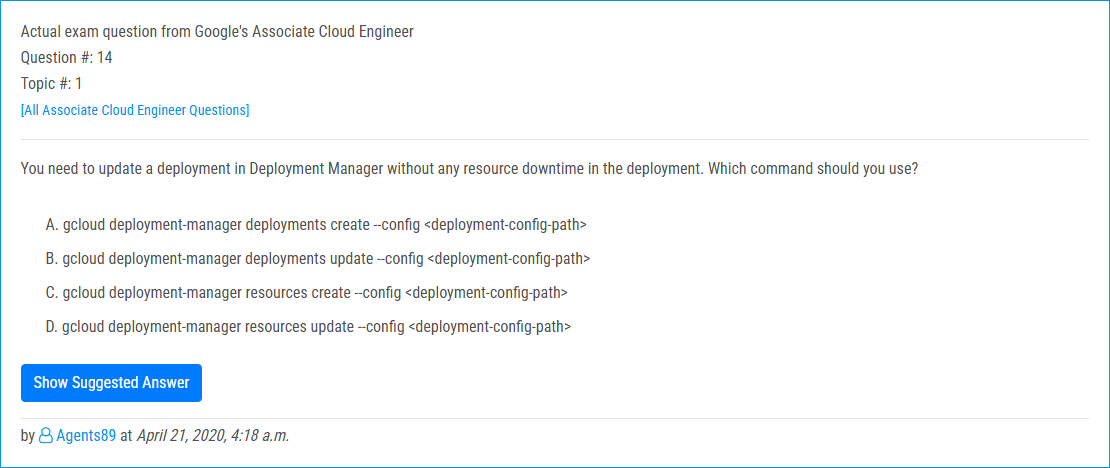 Actual exam question from Google's Associate Cloud Engineer
Question #: 14
Topic #: 1
[All Associate Cloud Engineer Questions]
You need to update a deployment in Deployment Manager without any resource downtime in the deployment. Which command should you use?
A. gcloud deployment-manager deployments create --config <deployment-config-path>
B. gcloud deployment-manager deployments update --config <deployment-config-path>
C. gcloud deployment-manager resources create --config <deployment-config-path>
D. gcloud deployment-manager resources update --config <deployment-config-path>
Show Suggested Answer
by Agents89 at April 21, 2020, 4:18 a.m.